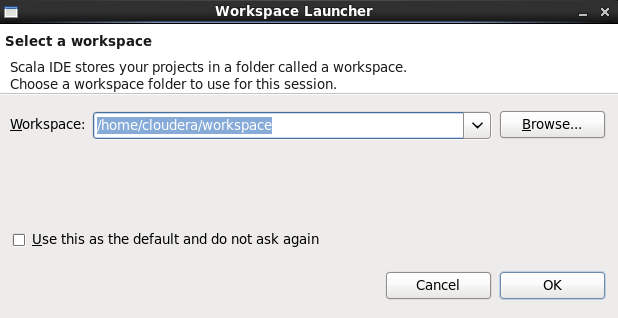 Workspace Launcher
Select a workspace
Scala IDE stores your projects in a folder called a workspace.
Choose a workspace folder to use for this session.
Workspace: /home/cloudera/workspace Browse...
Use this as the default and do not ask again
Cancel OK